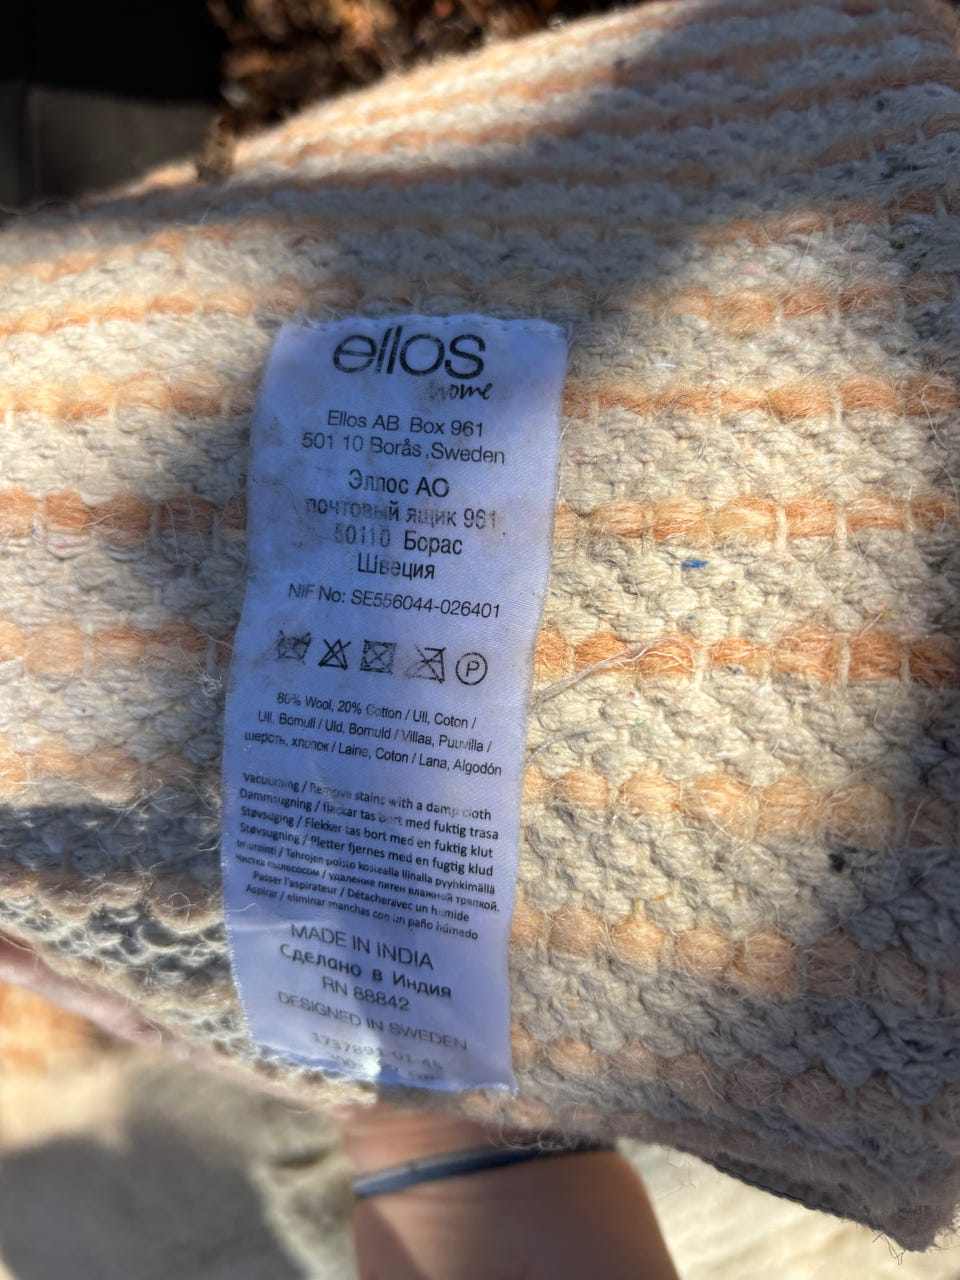 ellos
home
Ellos AB Box 961
501 10 Borås, Sweden
Эллос АО
почтовый ящик 961
50110 Борас
Швеция
NIF No: SE556044-026401
P
80% Wool, 20% Cotton / Ull, Coton /
Ull, Bomull / Uld, Bomuld / Villaa, Puuvilla /
шерсть, хлопок / Laine, Coton / Lana, Algodón
Vacuuming / Remove stains with a damp cloth
Dammsugning / fläckar tas bort med fuktig trasa
Støvsuging / Flekker tas bort med en fuktig klut
Støvsugning / Pletter fjernes med en fugtig klud
Imurointi / Tahrojen poisto kostealla liinalla pyyhkimällä
Чистка пылесосом / удаление пятен влажной тряпкой.
Passer l'aspirateur / Détacheravec un humide
Aspirar / eliminar manchas con un paño húmedo
MADE IN INDIA
Сделано в Индия
RN 88842
DESIGNED IN SWEDEN